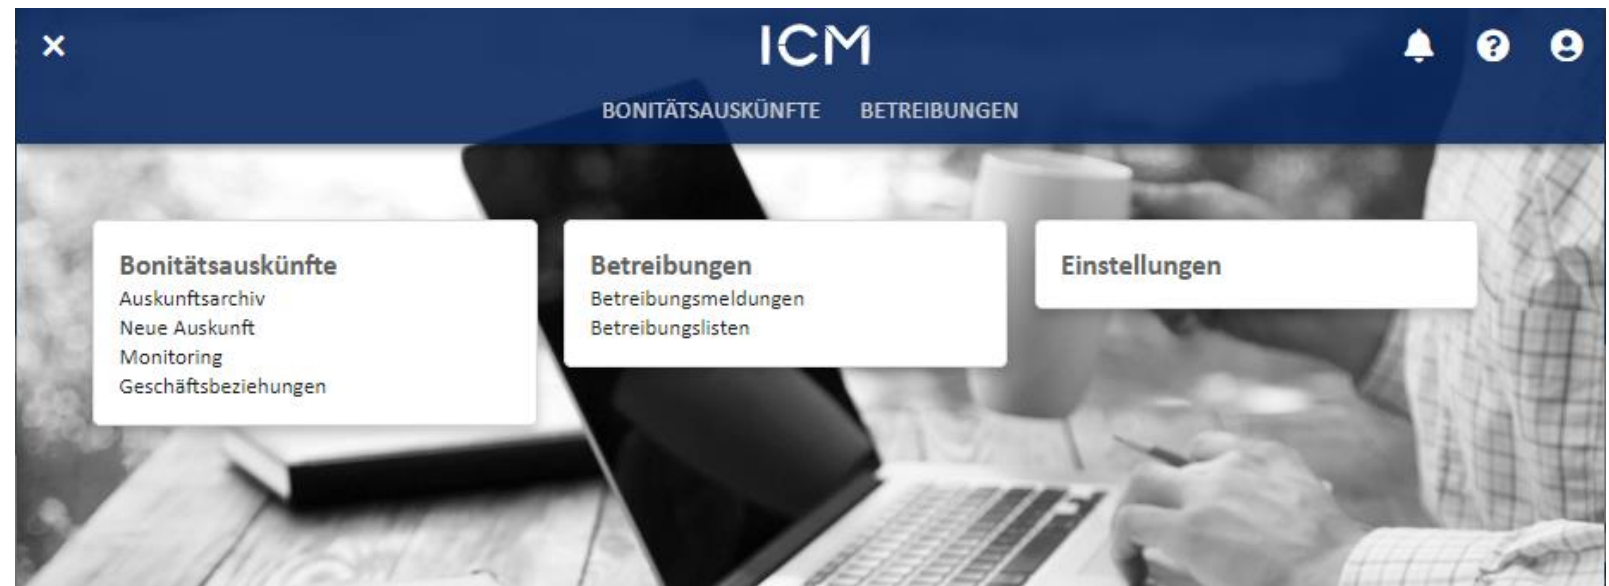 ICM
BONITÄTSAUSKÜNFTE BETREIBUNGEN
Bonitätsauskünfte
Auskunftsarchiv
Neue Auskunft
Monitoring
Geschäftsbeziehungen
Betreibungen
Betreibungsmeldungen
Betreibungslisten
Einstellungen